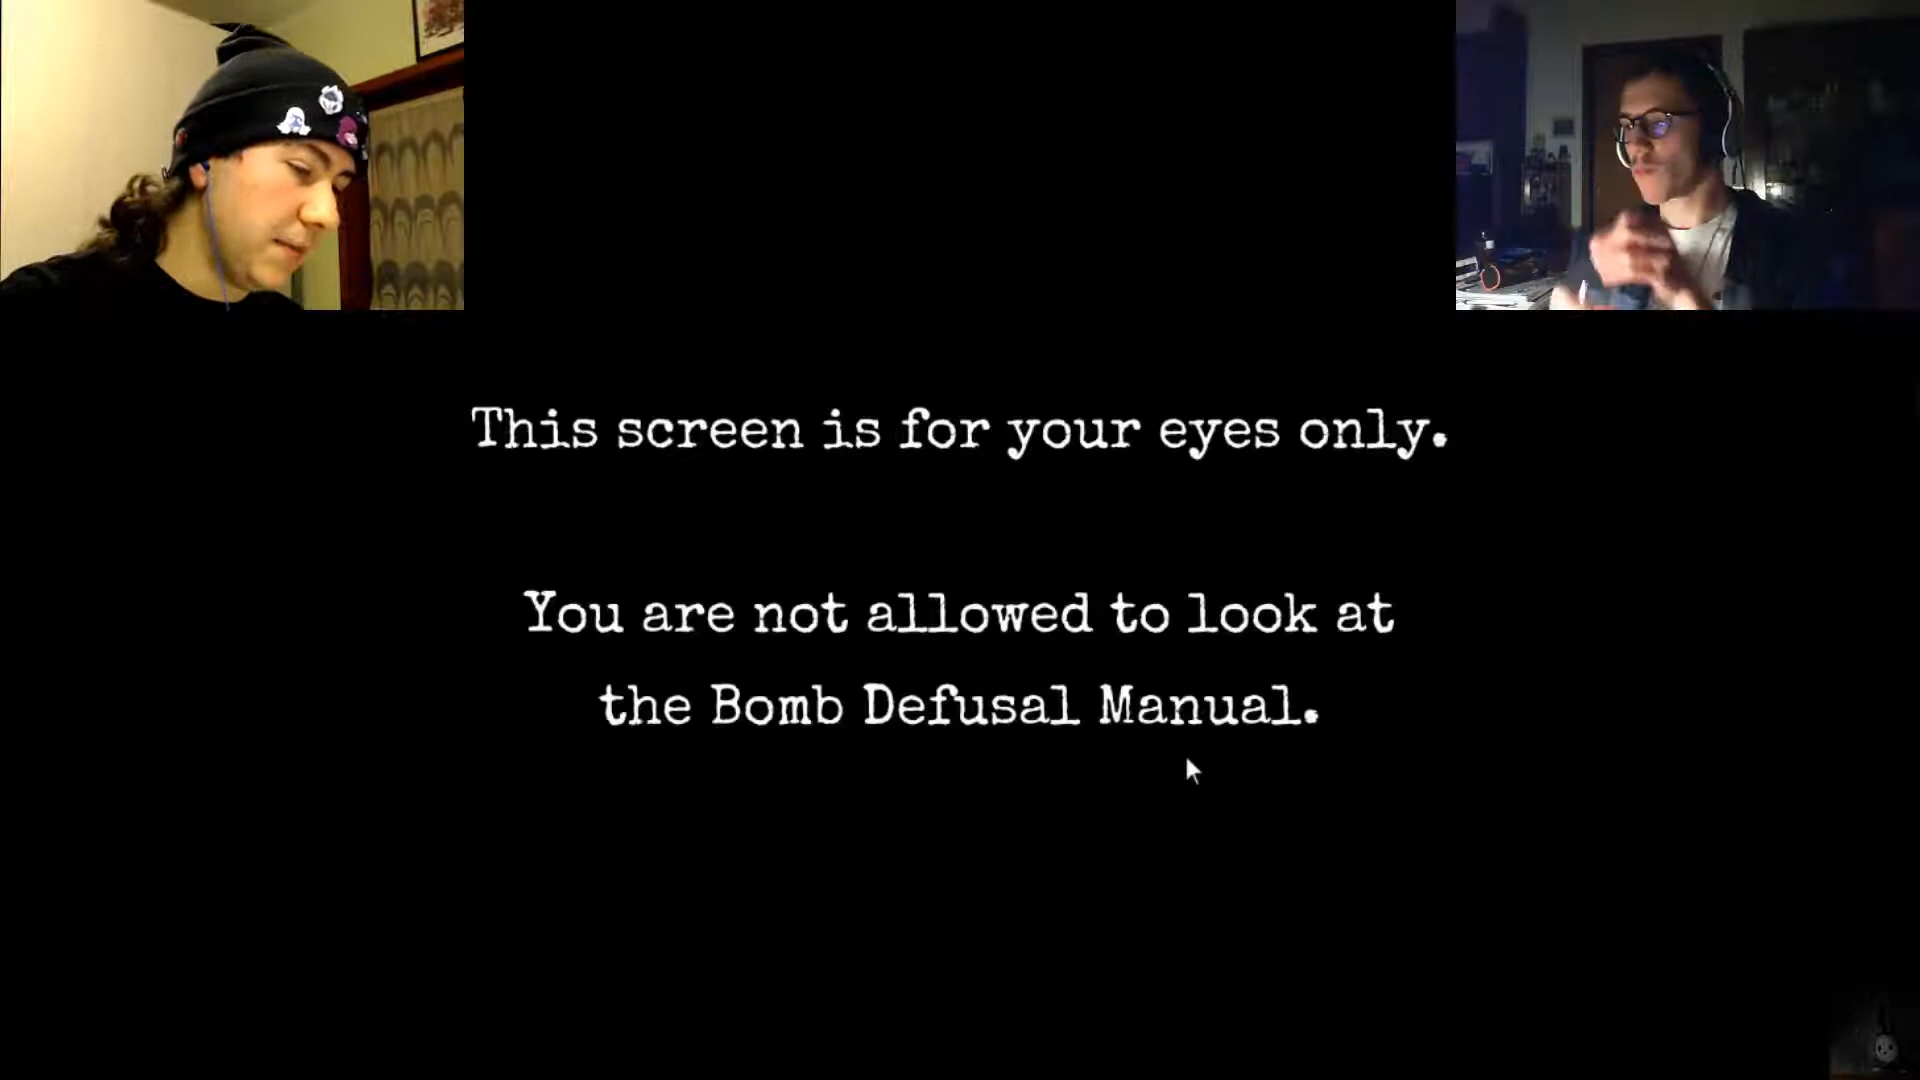 This screen is for your eyes only.
You are not allowed to look at
the Bomb Defusal Manual.